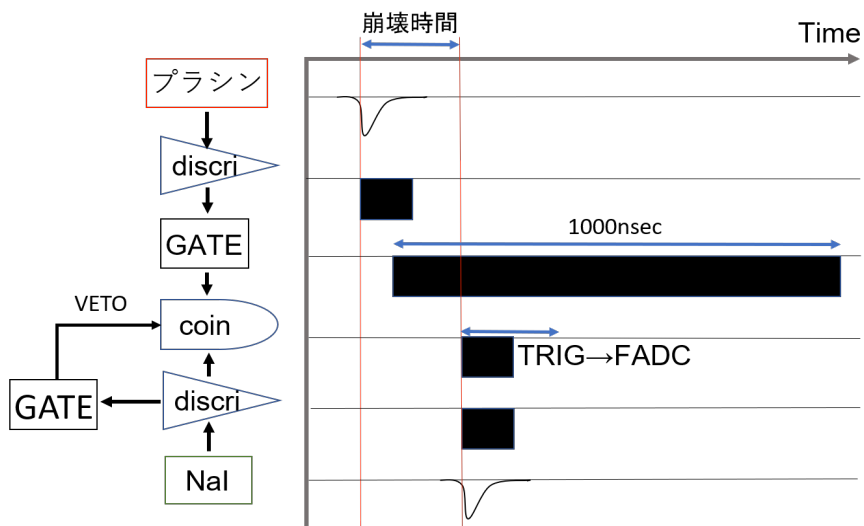 崩壊時間
Time
プラシン
discri
GATE
1000nsec
VETO
coin
TRIG→FADC
GATE
discri
NaI